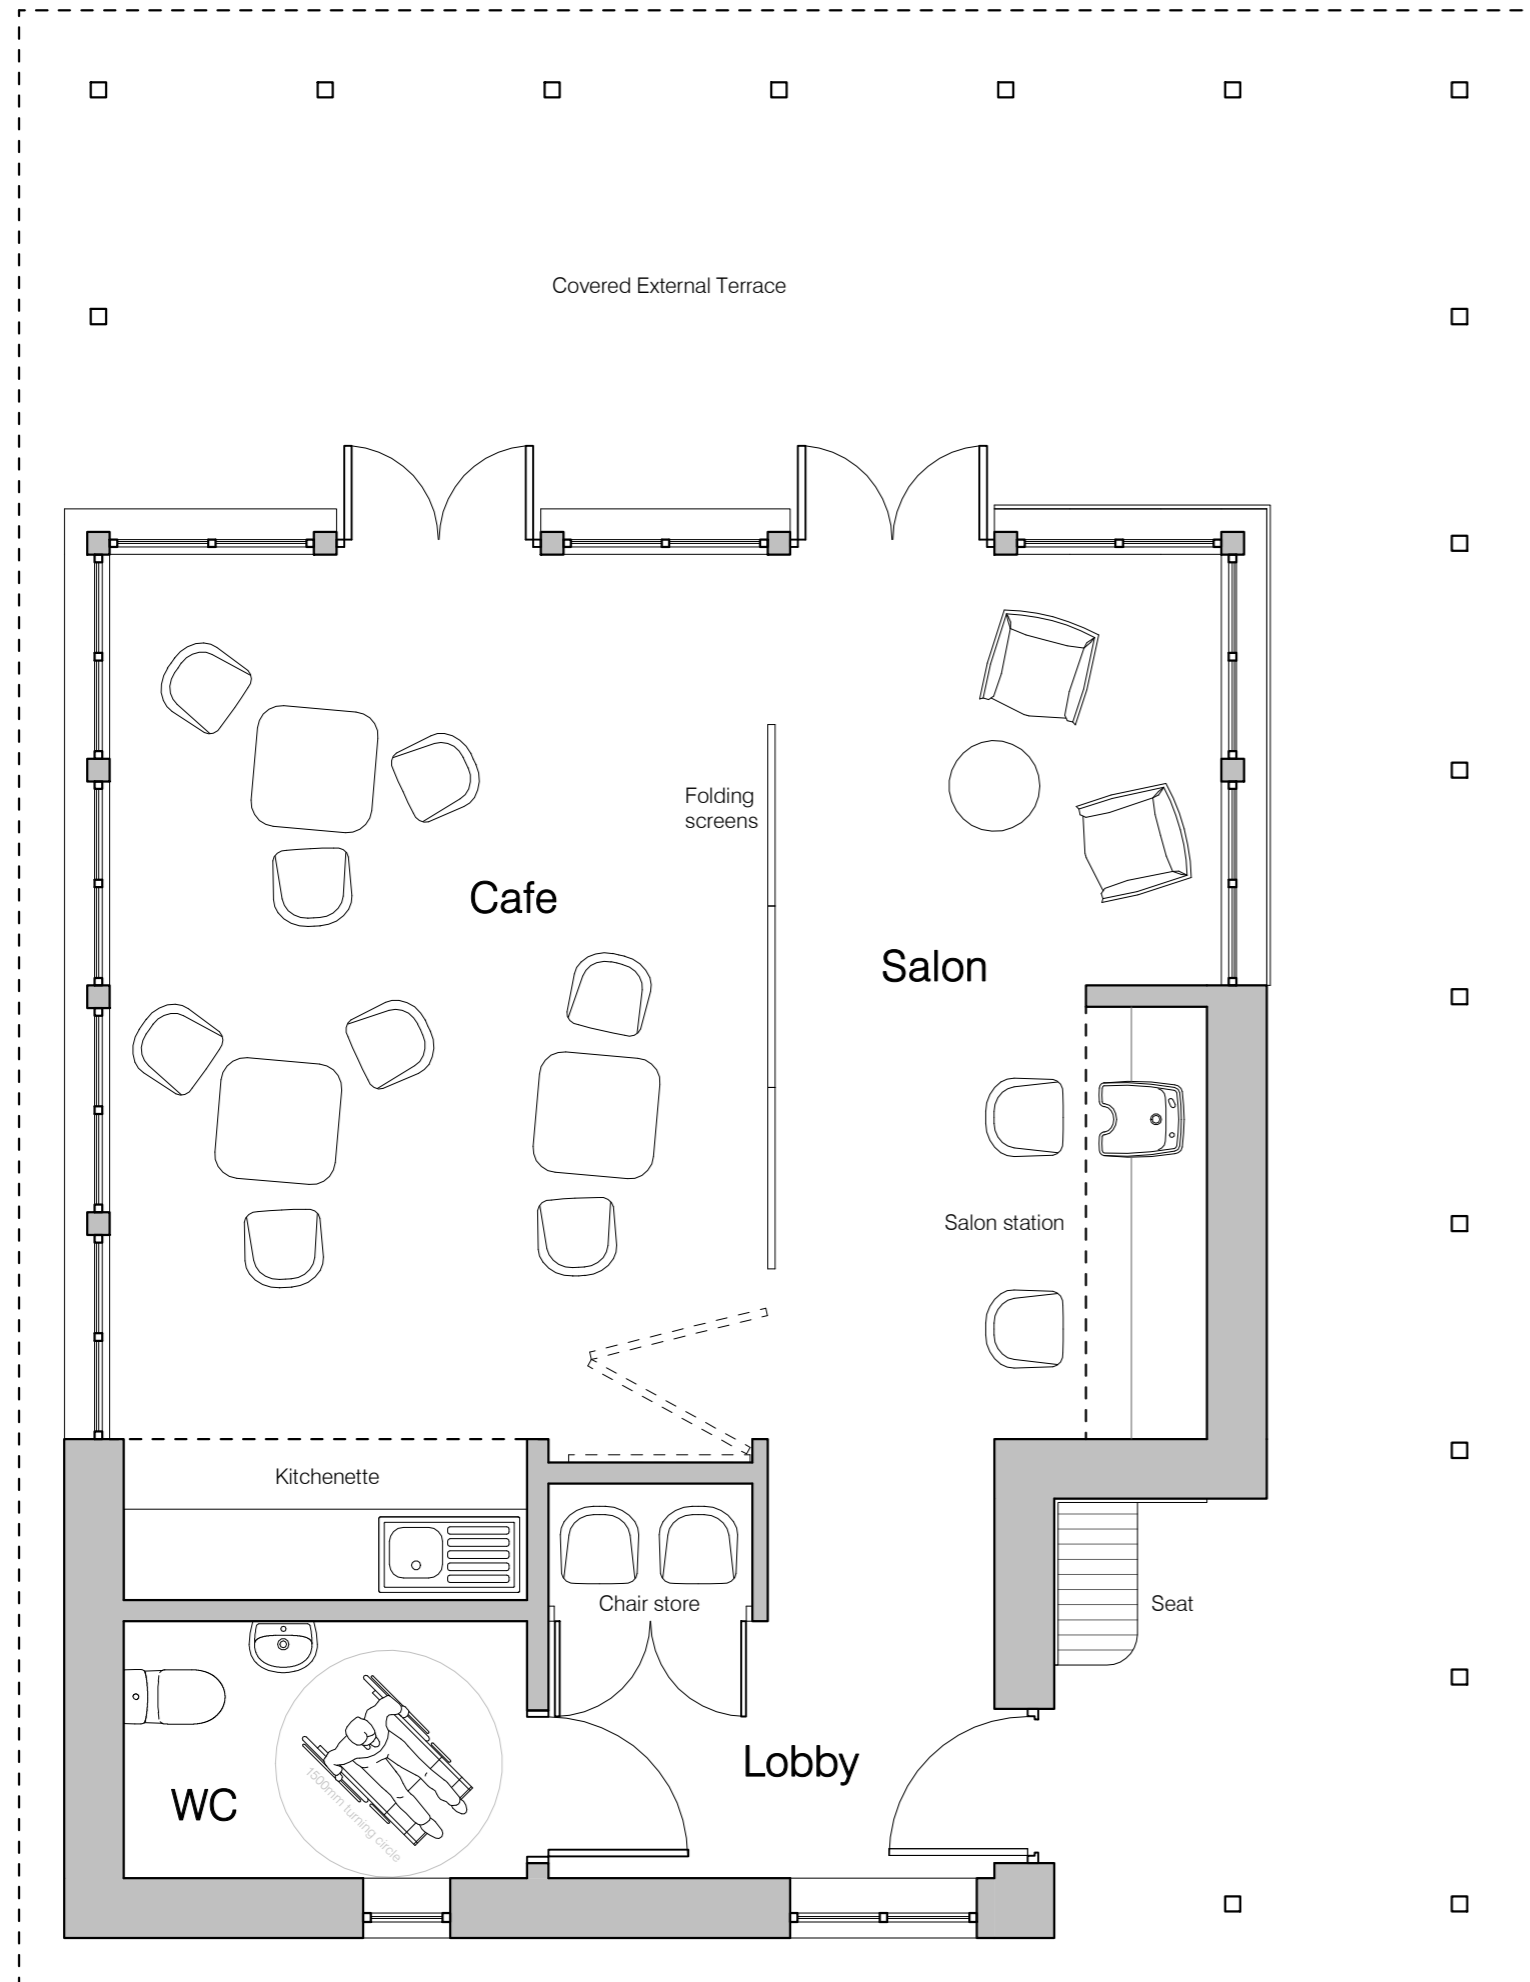 Covered External Terrace
Folding
screens
Cafe
Salon
Salon station
Kitchenette
Chair store
Seat
Lobby
WC
1500mm turning circle